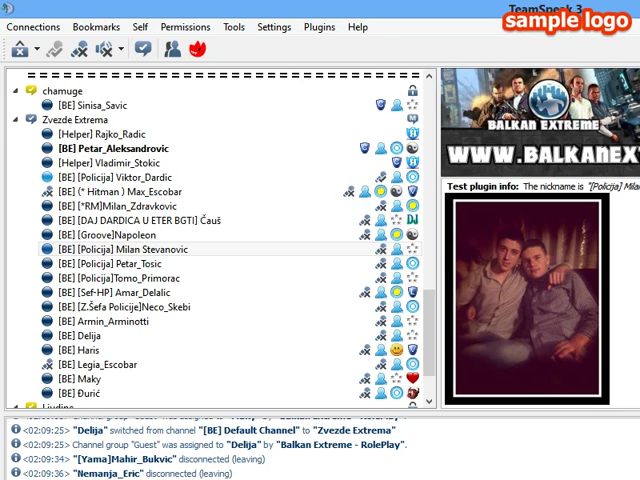 TeamSpeak 3
sample logo
Connections Bookmarks Self Permissions Tools Settings Plugins Help
chamuge
[BE] Sinisa_Savic
Zvezde Extrema
M
[Helper] Rajko_Radic
[BE] Petar_Aleksandrovic
[Helper] Vladimir_Stokic
[BE] [Policija] Viktor_Dardic
[BE] (* Hitman ) Max_Escobar
[BE] [*RM]Milan_Zdravkovic
[BE] [DAJ DARDICA U ETER BGTI] Čauš
DJ
[BE] [Groove]Napoleon
[BE] [Policija] Milan Stevanovic
[BE] [Policija] Petar_Tosic
[BE] [Policija]Tomo_Primorac
[BE] [Sef-HP] Amar_Delalic
[BE] [Z.Šefa Policije]Neco_Skebi
[BE] Armin_Arminotti
[BE] Delija
[BE] Haris
[BE] Legia_Escobar
[BE] Maky
[BE] Đurić
BALKAN EXTREME
WWW.BALKANEX
Test plugin info: The nickname is "[Policija] Mila
<02:09:25> "Delija" switched from channel "[BE] Default Channel" to "Zvezde Extrema"
<02:09:25> Channel group "Guest" was assigned to "Delija" by "Balkan Extreme - RolePlay".
<02:09:34> "[Yama]Mahir_Bukvic" disconnected (leaving)
<02:09:36> "Nemanja_Eric" disconnected (leaving)